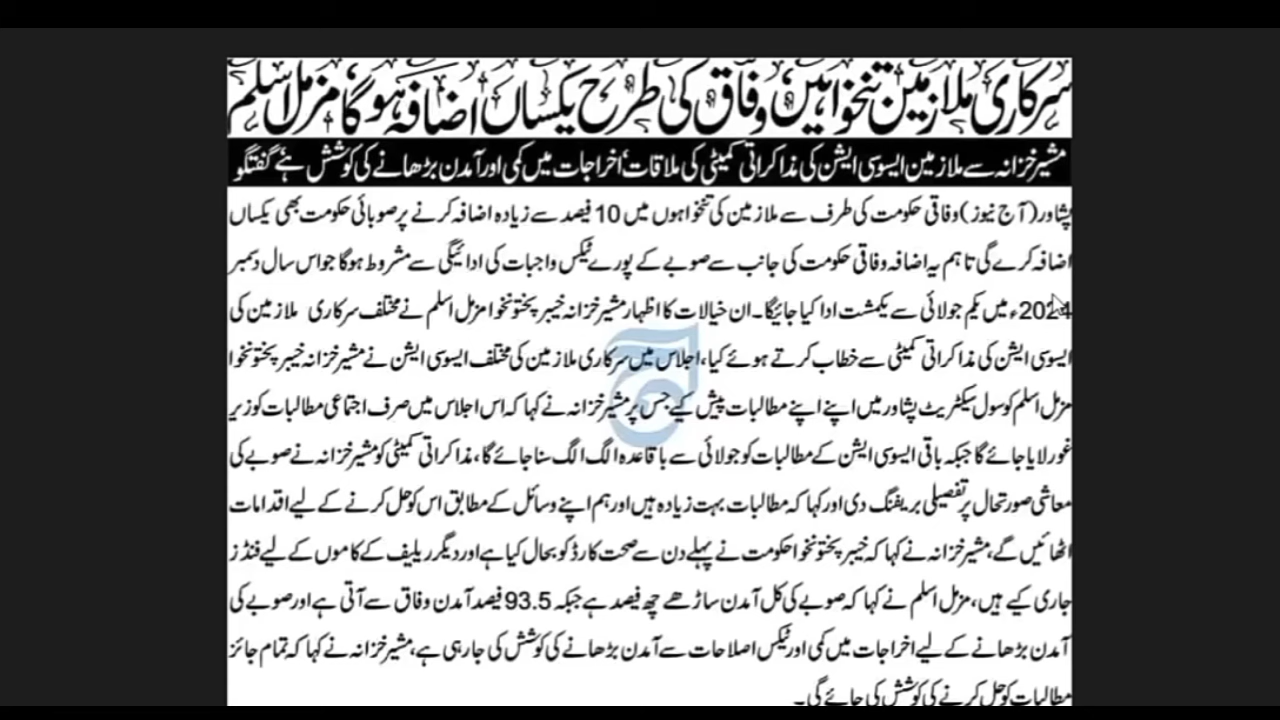 سرکاری ملازمین تنخواہیں وفاق کی طرح یکساں اضافہ ہوگا مزمل اسلم
مشیر خزانہ سے ملازمین ایسوسی ایشن کی مذاکراتی کمیٹی کی ملاقات‘ اخراجات میں کمی اور آمدن بڑھانے کی کوشش ہے‘ گفتگو
پشاور (آج نیوز) وفاقی حکومت کی طرف سے ملازمین کی تنخواہوں میں 10 فیصد سے زیادہ اضافہ کرنے پر صوبائی حکومت بھی یکساں
اضافہ کرے گی تاہم یہ اضافہ وفاقی حکومت کی جانب سے صوبے کے پورے ٹیکس واجبات کی ادائیگی سے مشروط ہوگا جو اس سال دسمبر
2024ء میں یکم جولائی سے یکمشت ادا کیا جائیگا۔ ان خیالات کا اظہار مشیر خزانہ خیبر پختونخوا مزمل اسلم نے مختلف سرکاری ملازمین کی
ایسوسی ایشن کی مذاکراتی کمیٹی سے خطاب کرتے ہوئے کیا، اجلاس میں سرکاری ملازمین کی مختلف ایسوسی ایشن نے مشیر خزانہ خیبر پختونخوا
مزمل اسلم کو سول سیکٹریٹ پشاور میں اپنے اپنے مطالبات پیش کیے جس پر مشیر خزانہ نے کہا کہ اس اجلاس میں صرف اجتماعی مطالبات کو زیر
غور لایا جائے گا جبکہ باقی ایسوسی ایشن کے مطالبات کو جولائی سے باقاعدہ الگ الگ سنا جائے گا، مذاکراتی کمیٹی کو مشیر خزانہ نے صوبے کی
معاشی صورتحال پر تفصیلی بریفنگ دی اور کہا کہ مطالبات بہت زیادہ ہیں اور ہم اپنے وسائل کے مطابق اس کو حل کرنے کے لیے اقدامات
اٹھائیں گے، مشیر خزانہ نے کہا کہ خیبر پختونخوا حکومت نے پہلے دن سے صحت کارڈ کو بحال کیا ہے اور دیگر ریلیف کے کاموں کے لیے فنڈز
جاری کیے ہیں، مزمل اسلم نے کہا کہ صوبے کی کل آمدن ساڑھے چھ فیصد ہے جبکہ 93.5 فیصد آمدن وفاق سے آتی ہے اور صوبے کی
آمدن بڑھانے کے لیے اخراجات میں کمی اور ٹیکس اصلاحات سے آمدن بڑھانے کی کوشش کی جا رہی ہے، مشیر خزانہ نے کہا کہ تمام جائز
مطالبات کو حل کرنے کی کوشش کی جائے گی۔